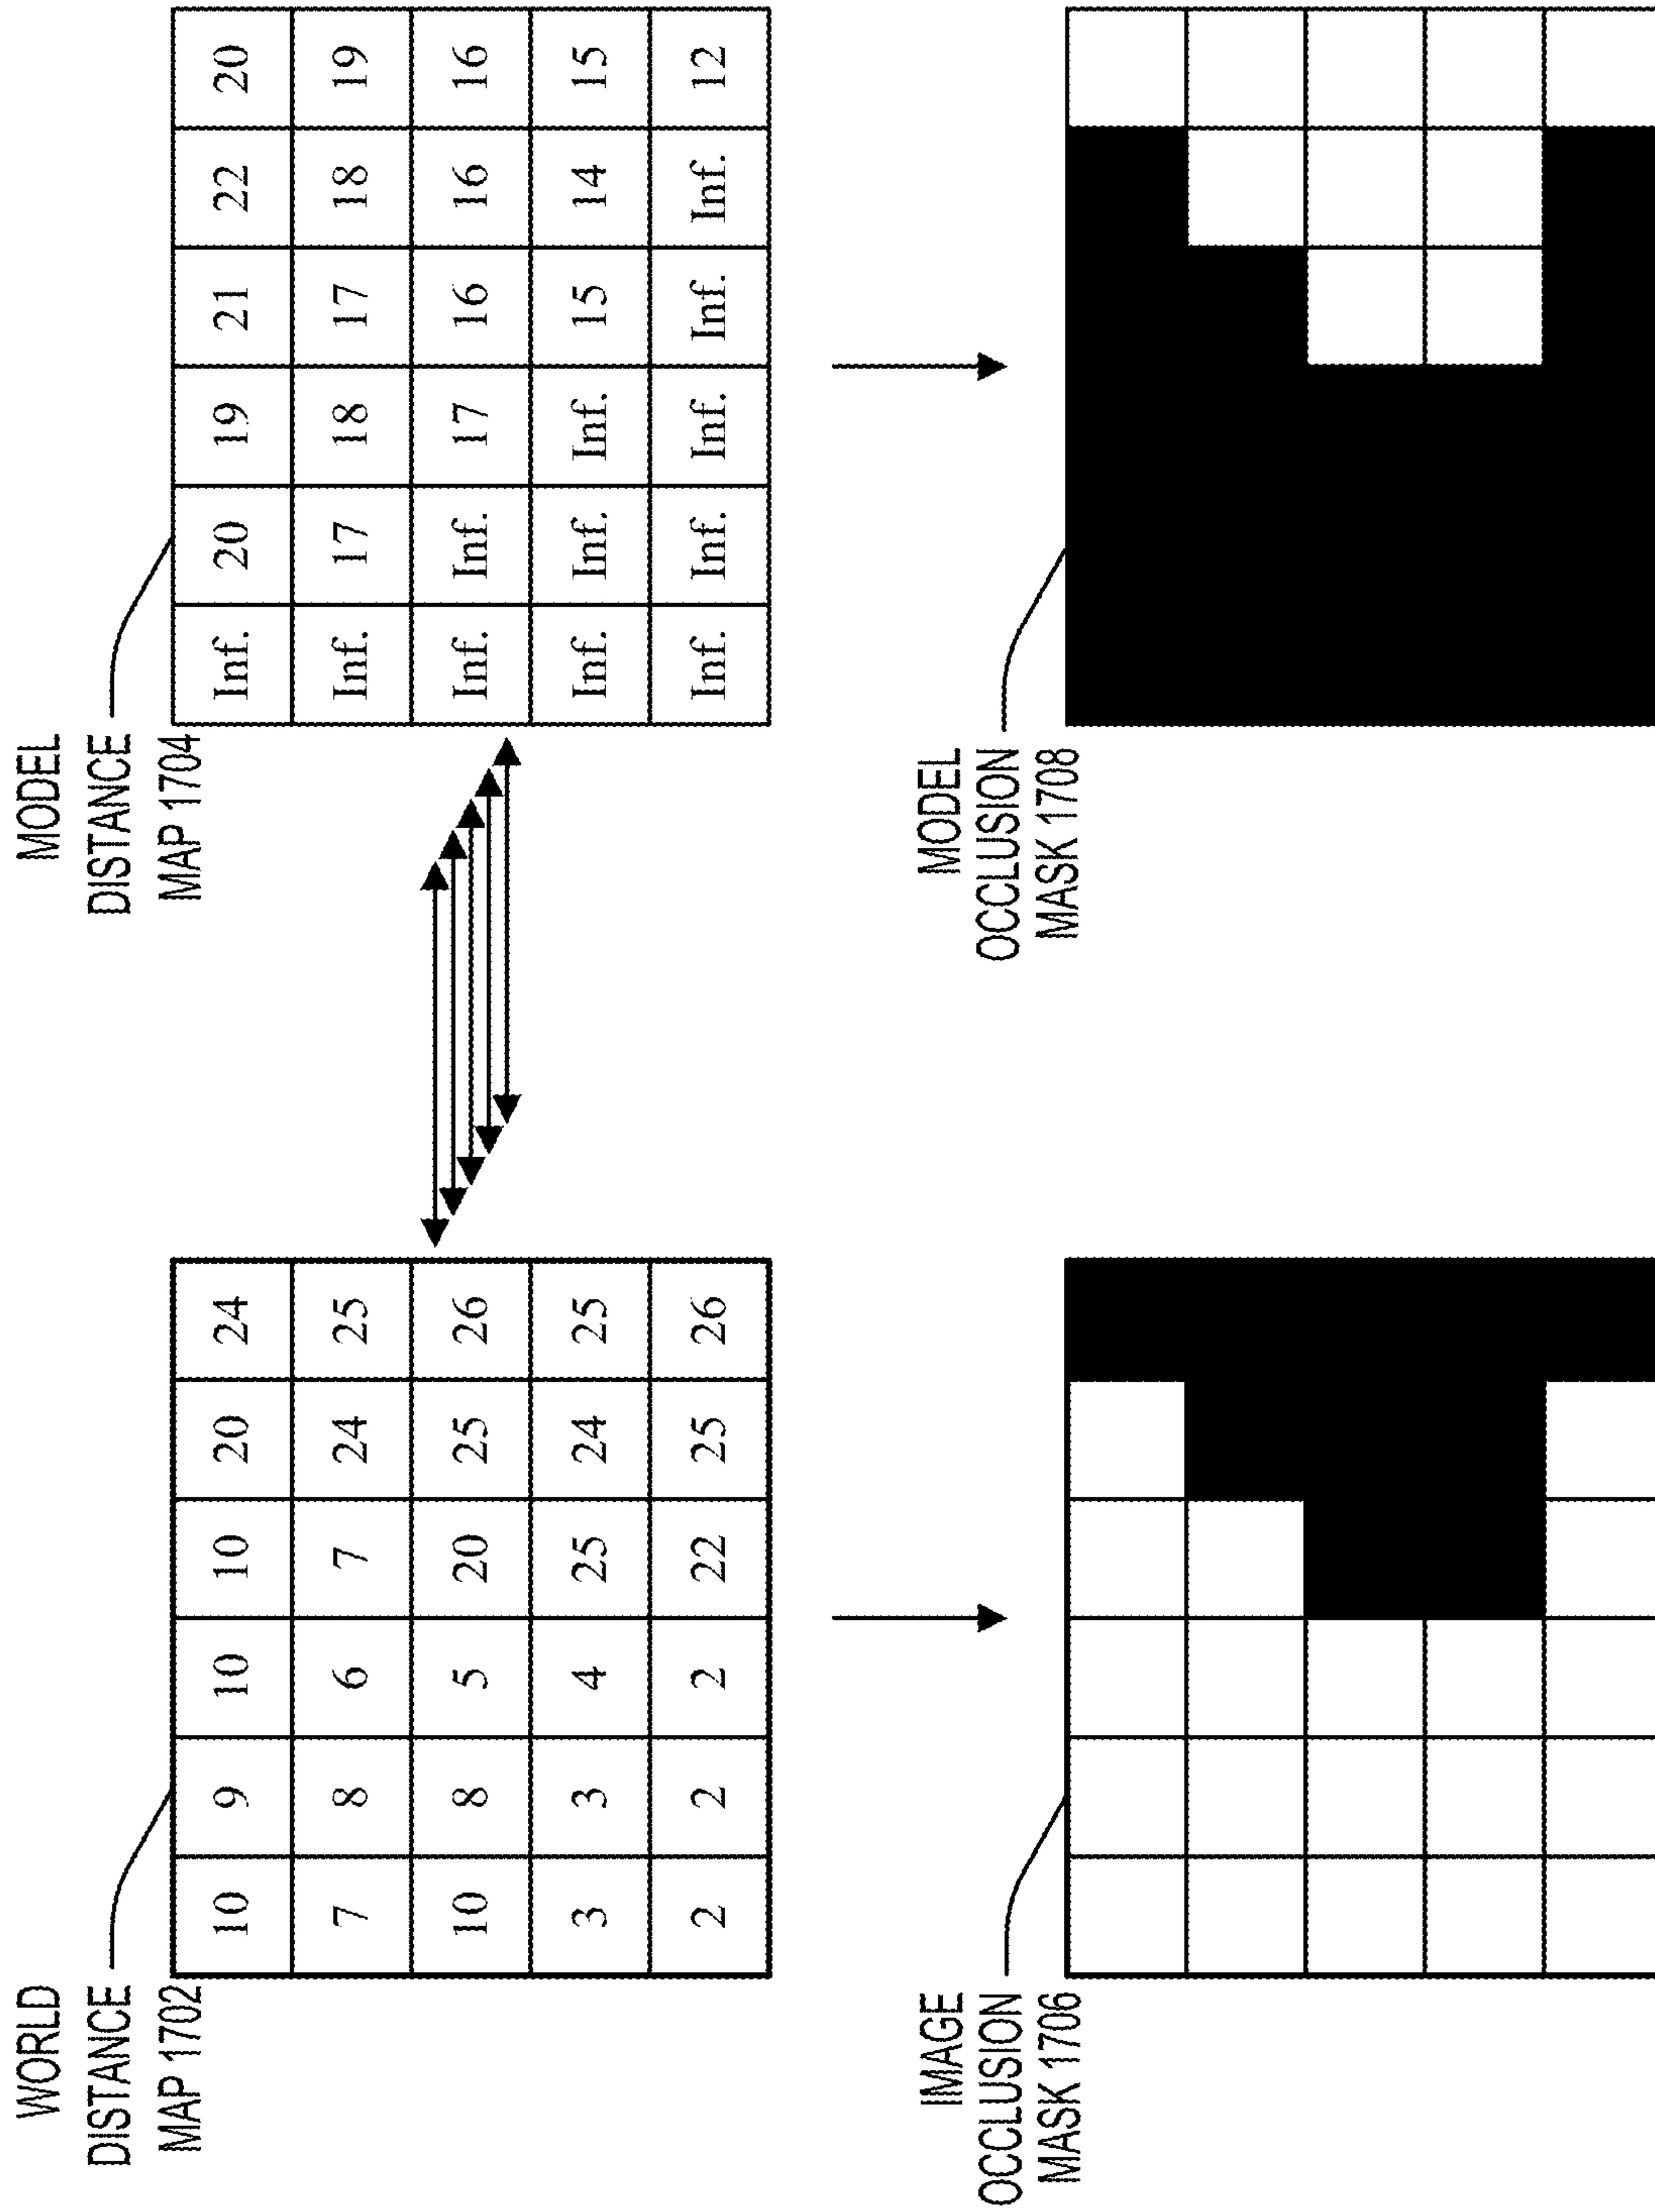 WORLD
DISTANCE
MAP 1702
10 9 10 10 20 24
7 8 6 7 24 25
10 8 5 20 25 26
3 3 4 25 24 25
2 2 2 22 25 26
MODEL
DISTANCE
MAP 1704
Inf. 20 19 21 22 20
Inf. 17 18 17 18 19
Inf. Inf. 17 16 16 16
Inf. Inf. Inf. 15 14 15
Inf. Inf. Inf. Inf. Inf. 12
IMAGE
OCCLUSION
MASK 1706
MODEL
OCCLUSION
MASK 1708